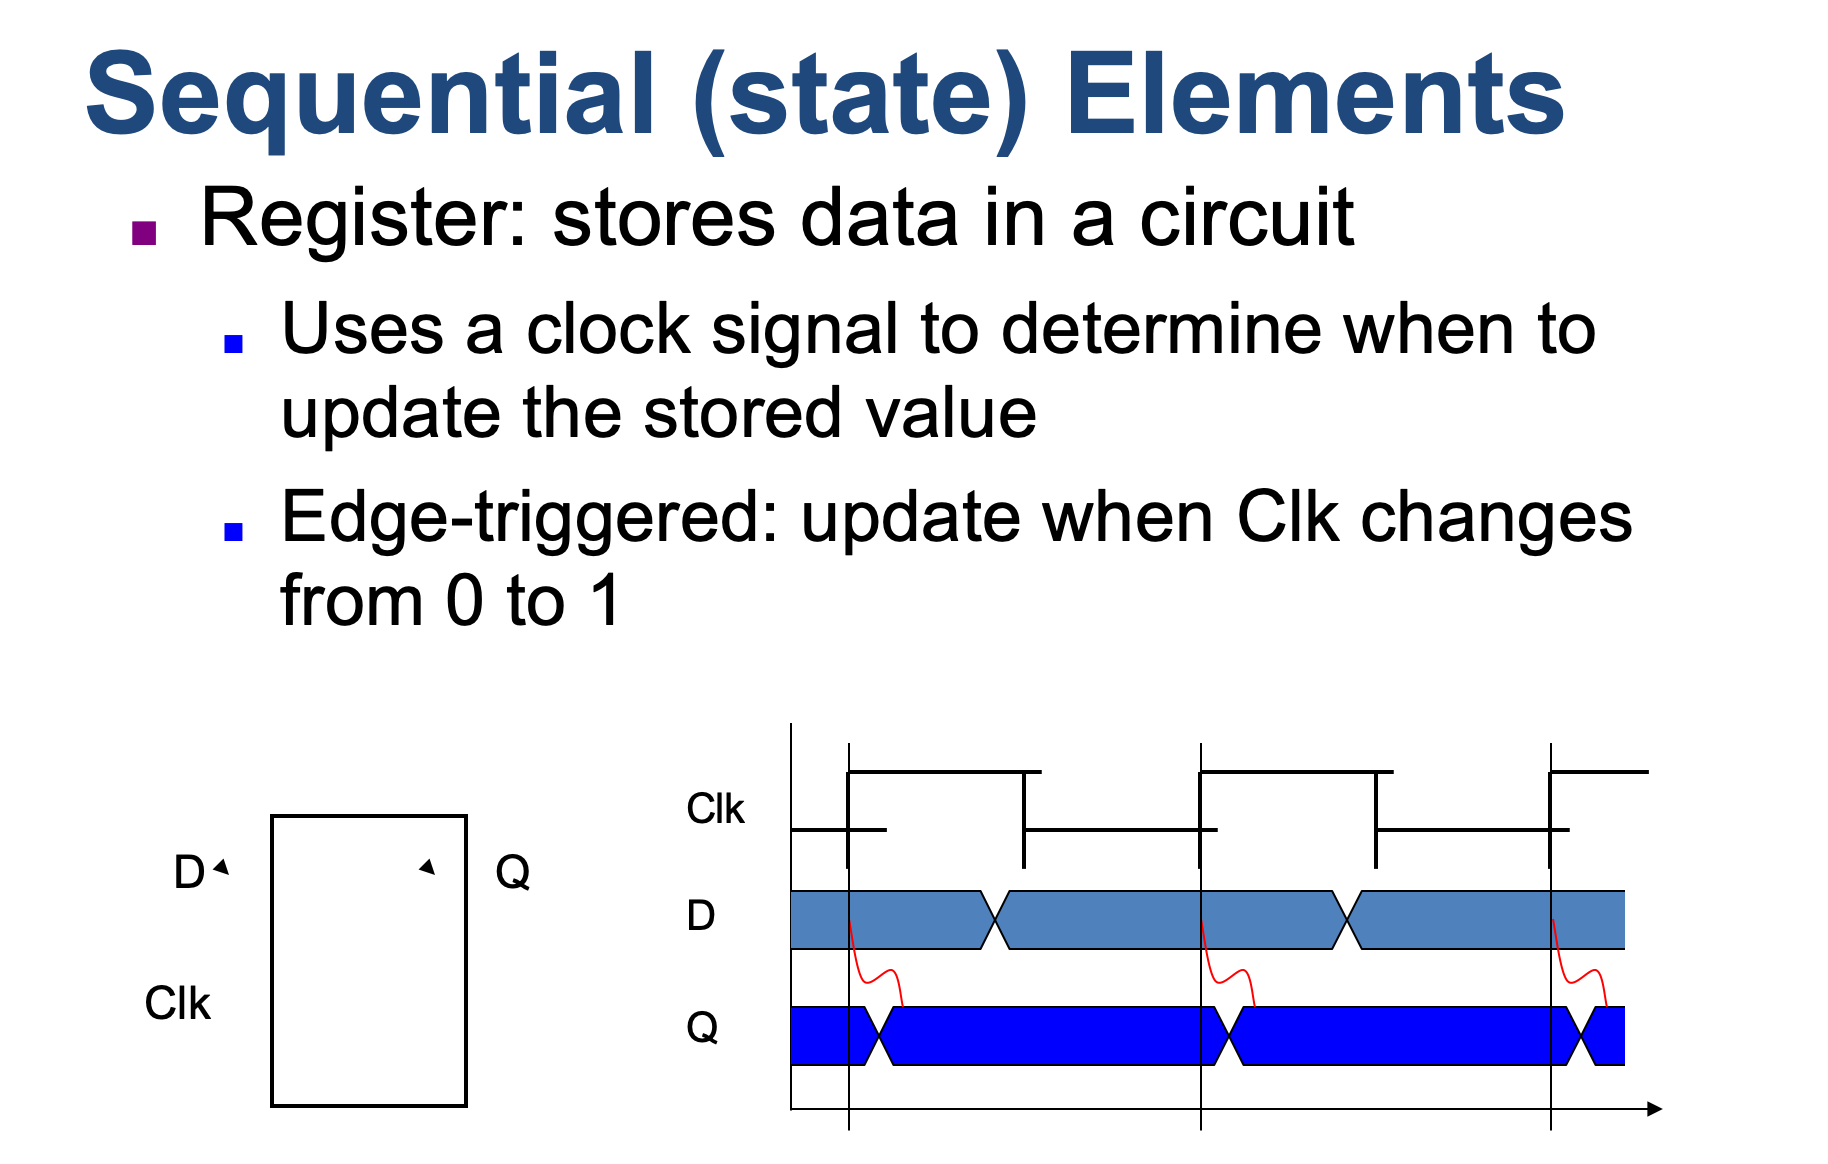 Sequential (state) Elements
Register: stores data in a circuit
Uses a clock signal to determine when to
update the stored value
Edge-triggered: update when Clk changes
from 0 to 1
D
Q
Clk
Clk
D
Q